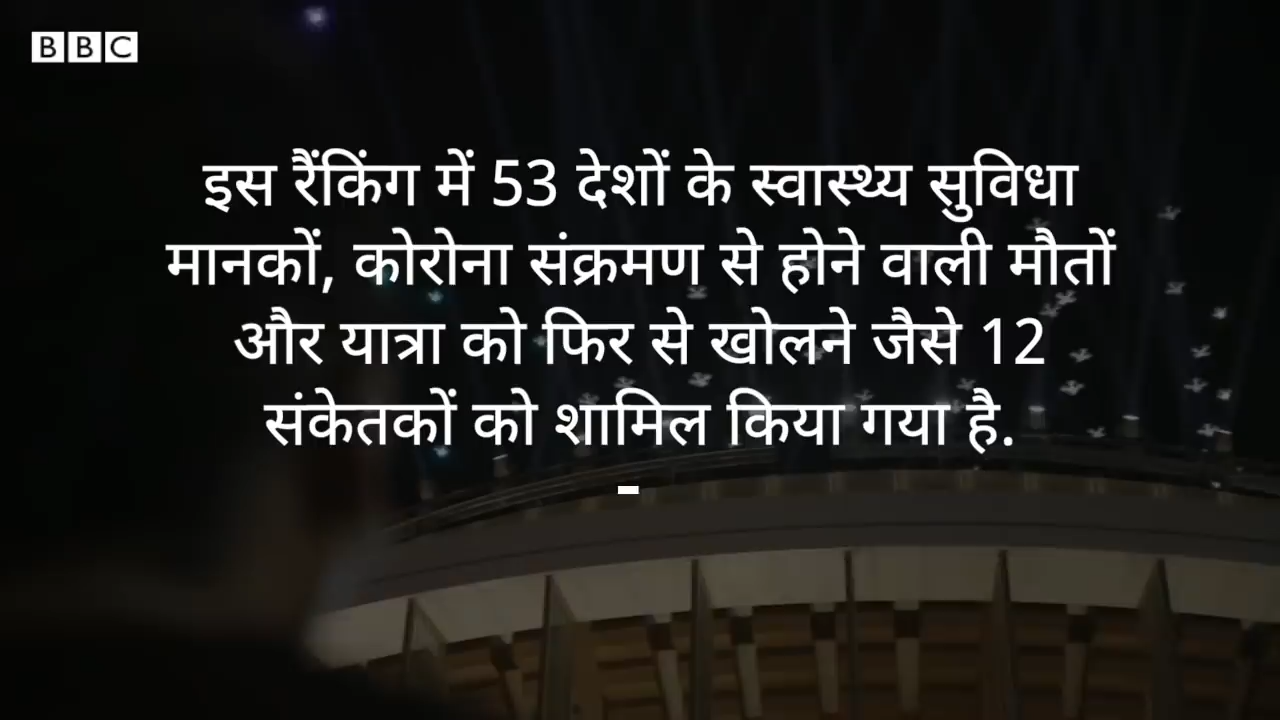 BBC
इस रैंकिंग में 53 देशों के स्वास्थ्य सुविधा
मानकों, कोरोना संक्रमण से होने वाली मौतों
और यात्रा को फिर से खोलने जैसे 12
संकेतकों को शामिल किया गया है.
-